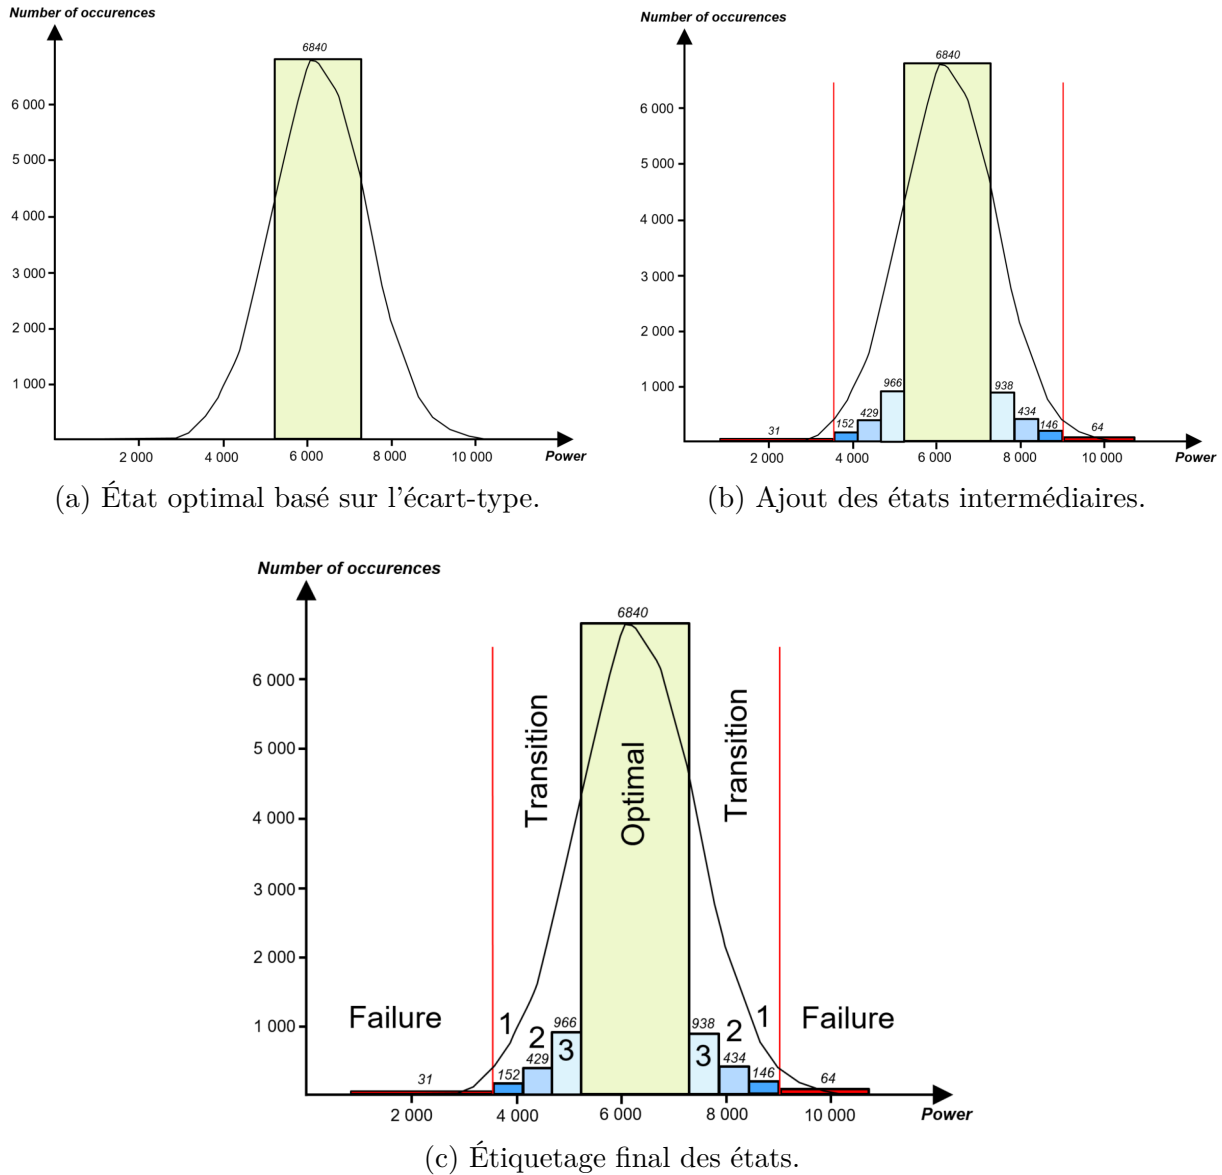 Number of occurences
6840
6 000
5 000
4 000
3 000
2 000
1 000
2 000 4 000 6 000 8 000 10 000
Power
(a) État optimal basé sur l'écart-type.
Number of occurences
6840
6 000
5 000
4 000
3 000
2 000
1 000
966 938
429 434
152 146
31 64
2 000 4 000 6 000 8 000 10 000
Power
(b) Ajout des états intermédiaires.
Number of occurences
6840
6 000
5 000
4 000
3 000
2 000
1 000
Transition
Optimal
Transition
Failure 1 2 3 3 2 1 Failure
966 938
429 434
152 146
31 64
2 000 4 000 6 000 8 000 10 000
Power
(c) Étiquetage final des états.